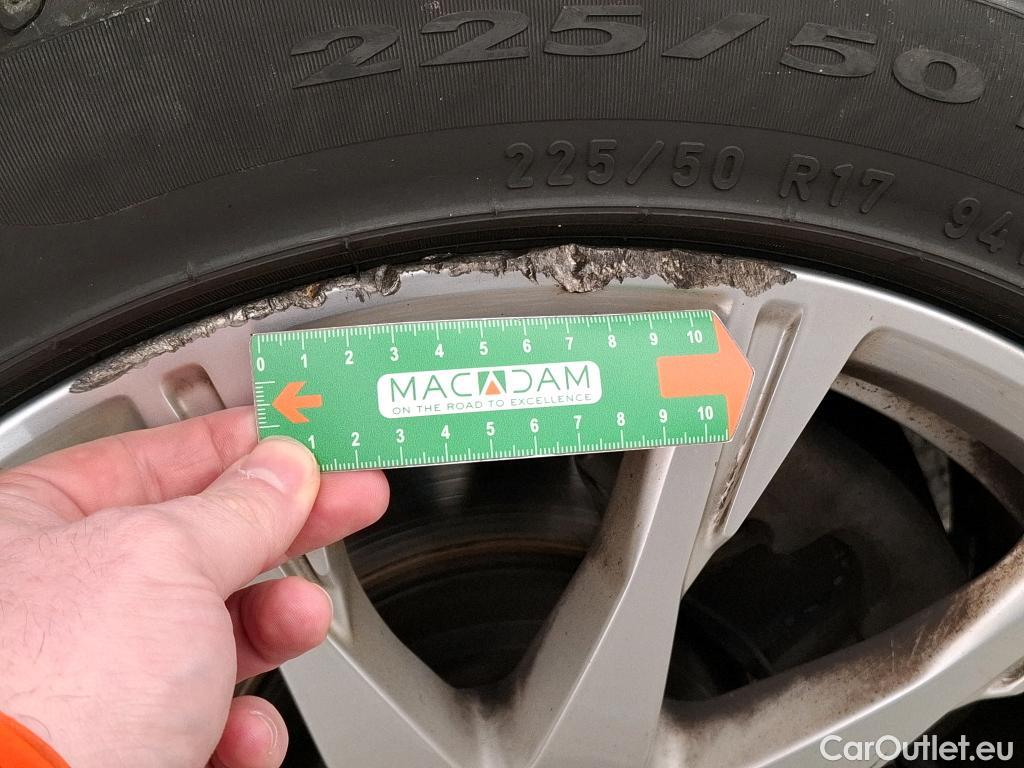 225/50
225/50 R17 94
0 1 2 3 4 5 6 7 8 9 10
MACADAM
ON THE ROAD TO EXCELLENCE
1 2 3 4 5 6 7 8 9 10
CarOutlet.eu